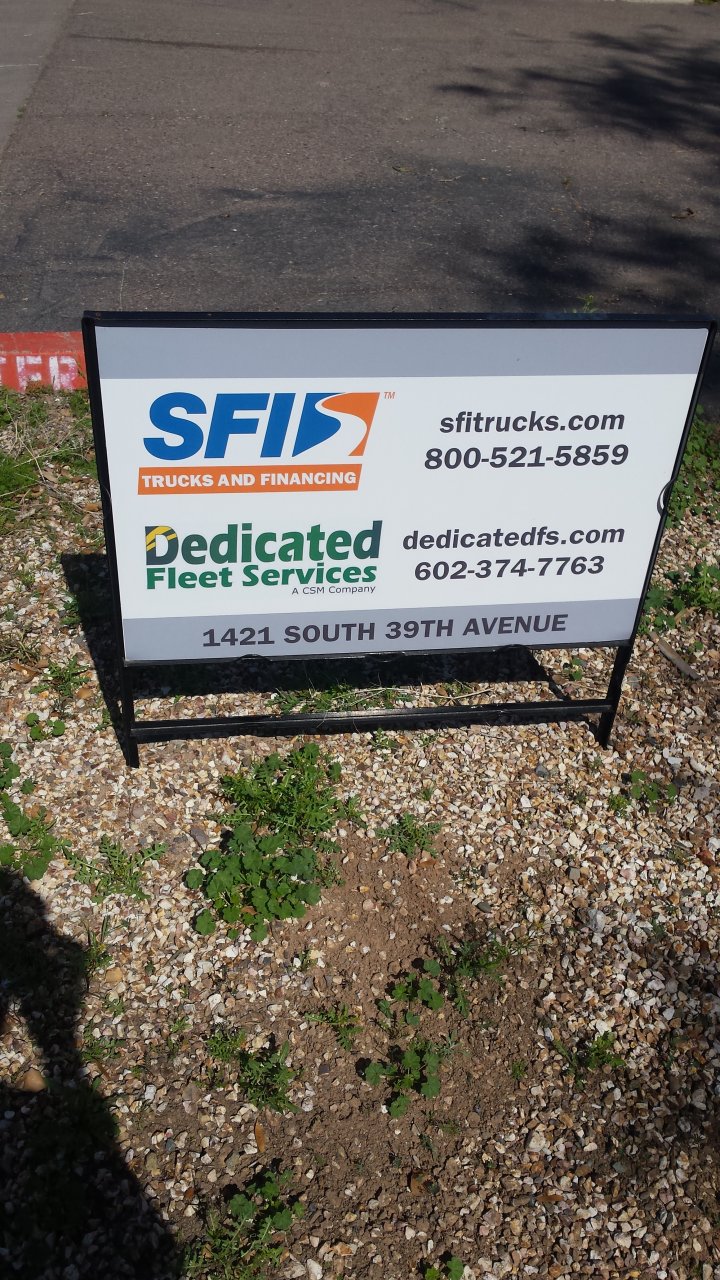 SFI ™
TRUCKS AND FINANCING
sfitrucks.com
800-521-5859
Dedicated
Fleet Services
A CSM Company
dedicatedfs.com
602-374-7763
1421 SOUTH 39TH AVENUE